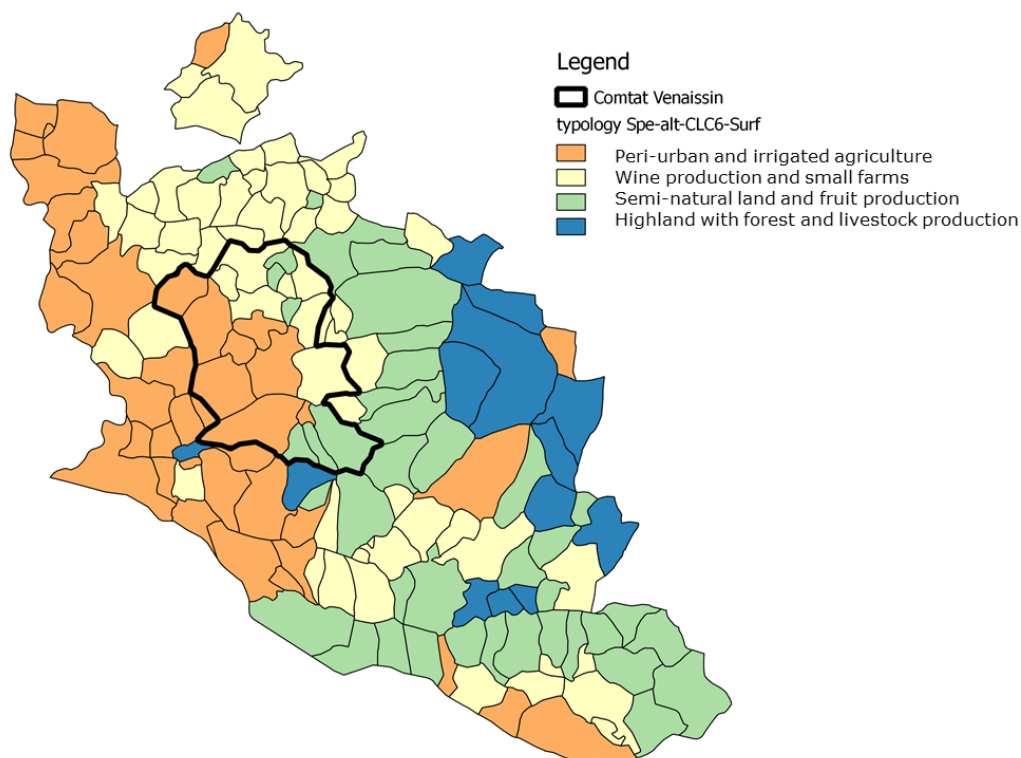 Legend
Comtat Venaissin
typology Spe-alt-CLC6-Surf
Peri-urban and irrigated agriculture
Wine production and small farms
Semi-natural land and fruit production
Highland with forest and livestock production